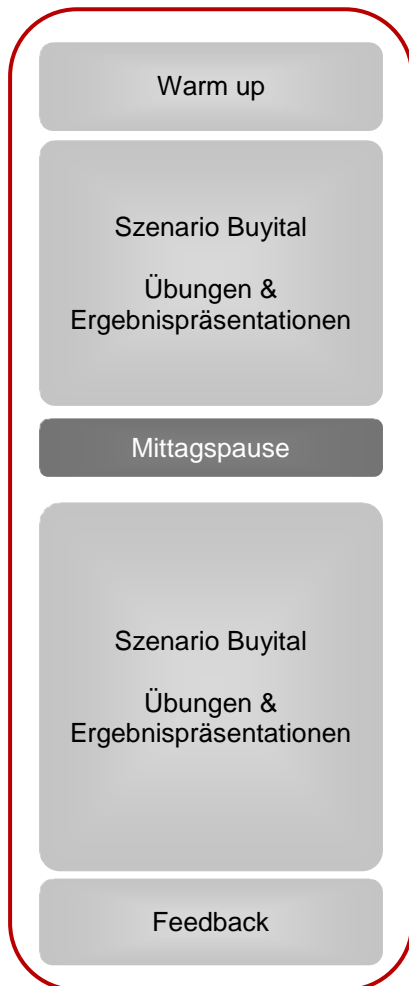 Warm up
Szenario Buyital
Übungen &
Ergebnispräsentationen
Mittagspause
Szenario Buyital
Übungen &
Ergebnispräsentationen
Feedback